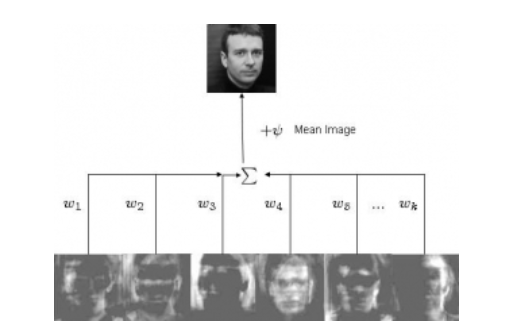 +ψ Mean Image
Σ
w₁ w₂ w₃ w₄ w₅ ... wₖ